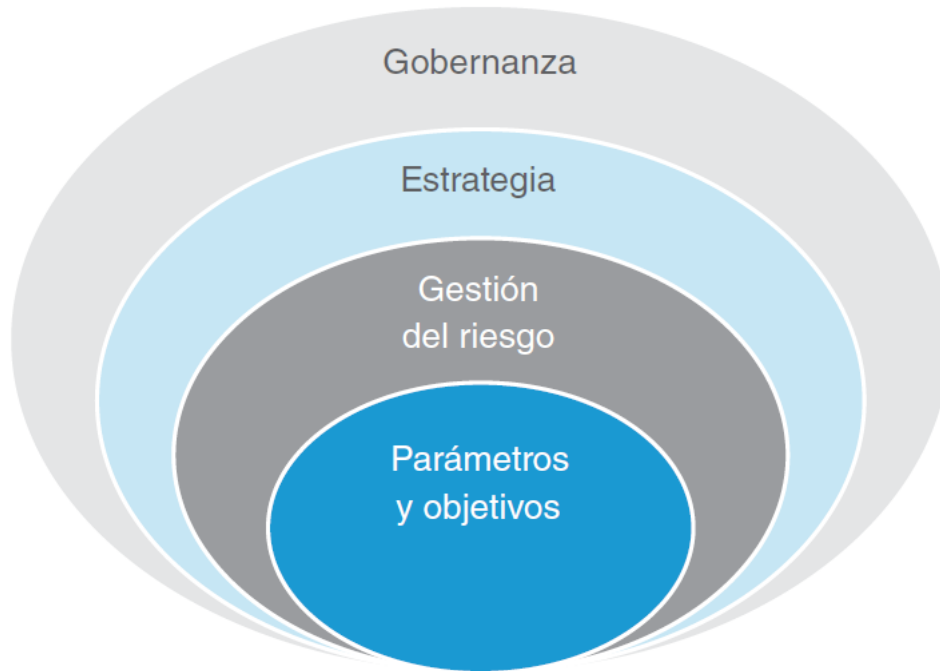 Gobernanza
Estrategia
Gestión
del riesgo
Parámetros
y objetivos